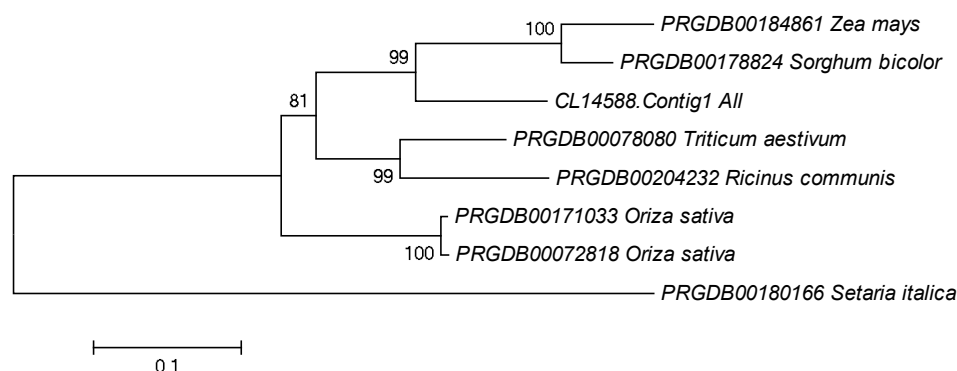 PRGDB00184861 Zea mays
100
PRGDB00178824 Sorghum bicolor
99
CL14588.Contig1 All
81
PRGDB00078080 Triticum aestivum
99
PRGDB00204232 Ricinus communis
PRGDB00171033 Oriza sativa
100
PRGDB00072818 Oriza sativa
PRGDB00180166 Setaria italica
0.1